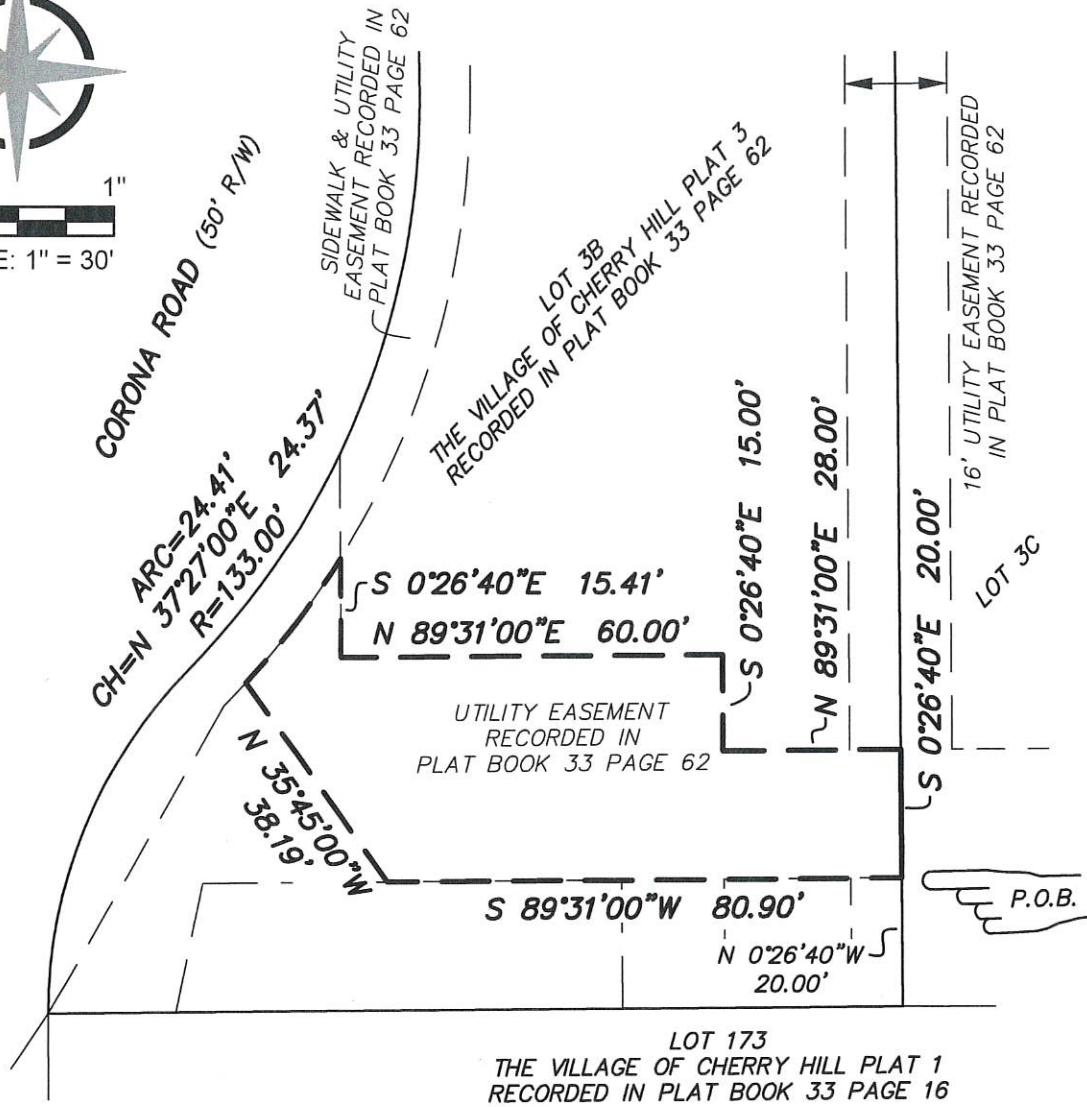 1"
E: 1" = 30'
CORONA ROAD (50' R/W)
SIDEWALK & UTILITY
EASEMENT RECORDED IN
PLAT BOOK 33 PAGE 62
LOT 3B
THE VILLAGE OF CHERRY HILL PLAT 3
RECORDED IN PLAT BOOK 33 PAGE 62
16' UTILITY EASEMENT RECORDED
IN PLAT BOOK 33 PAGE 62
LOT 3C
ARC=24.41'
CH=N 37°27'00"E 24.37'
R=133.00'
S 0°26'40"E 15.41'
N 89°31'00"E 60.00'
S 0°26'40"E 15.00'
N 89°31'00"E 28.00'
S 0°26'40"E 20.00'
UTILITY EASEMENT
RECORDED IN
PLAT BOOK 33 PAGE 62
N 35°45'00"W
38.19'
S 89°31'00"W 80.90'
P.O.B.
N 0°26'40"W
20.00'
LOT 173
THE VILLAGE OF CHERRY HILL PLAT 1
RECORDED IN PLAT BOOK 33 PAGE 16